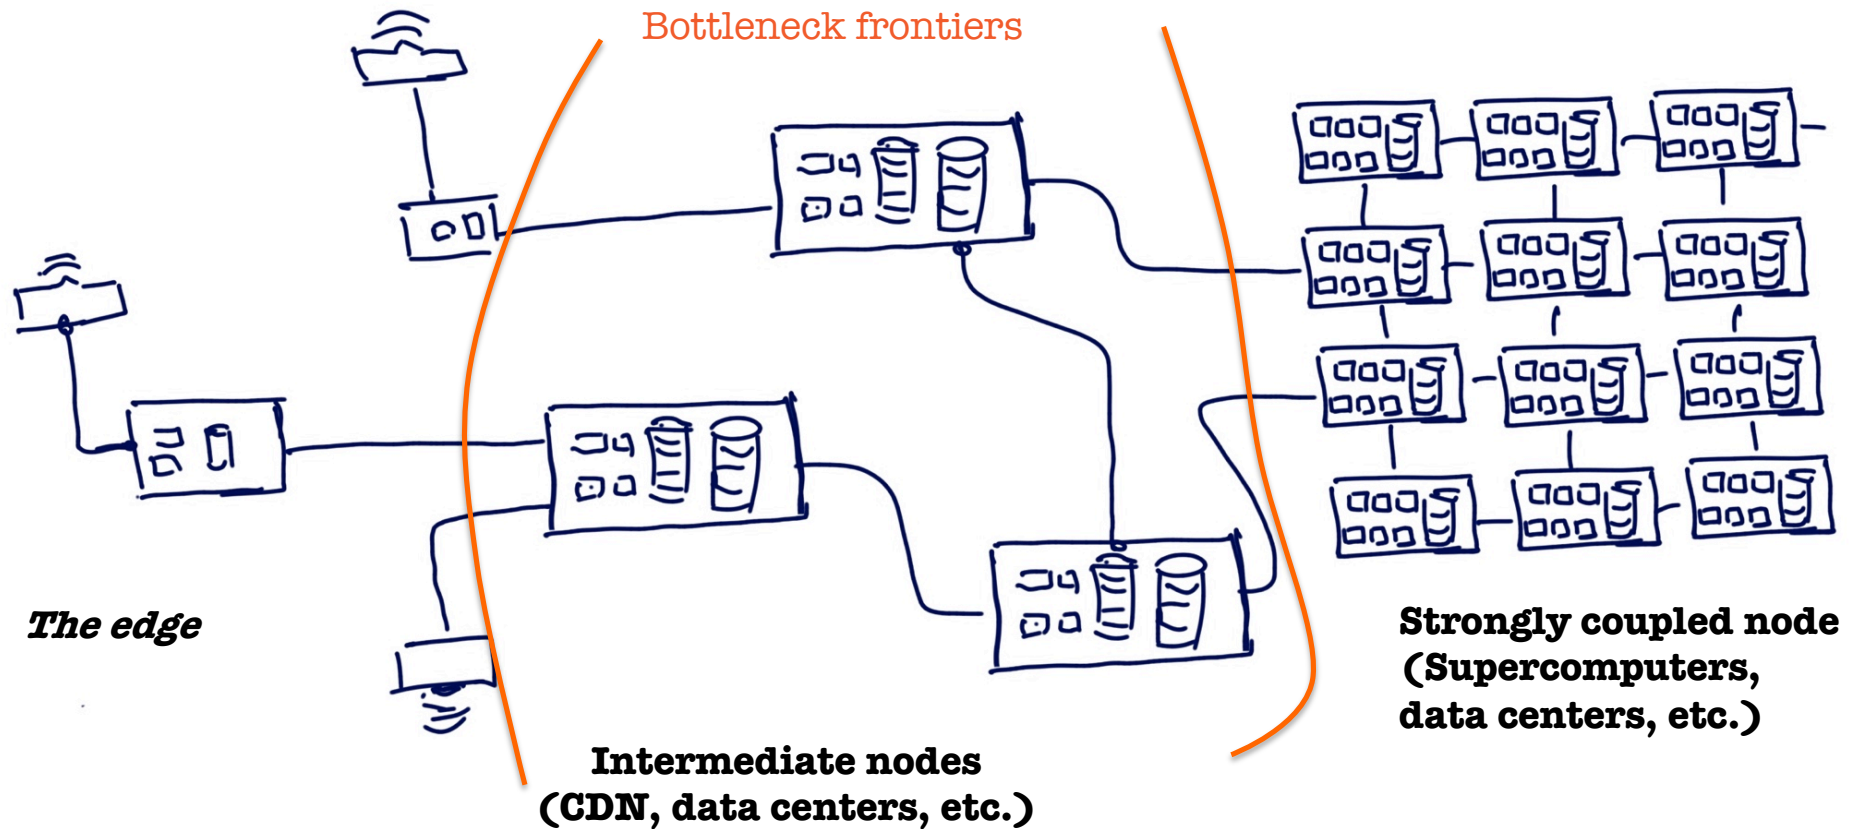 Bottleneck frontiers
The edge
Strongly coupled node
(Supercomputers,
data centers, etc.)
Intermediate nodes
(CDN, data centers, etc.)